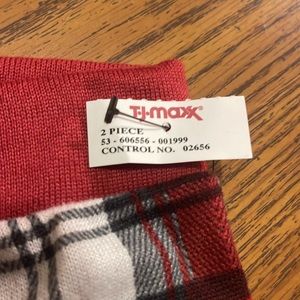 T·J·maxx
2 PIECE
53 - 606556 - 001999
CONTROL NO. 02656